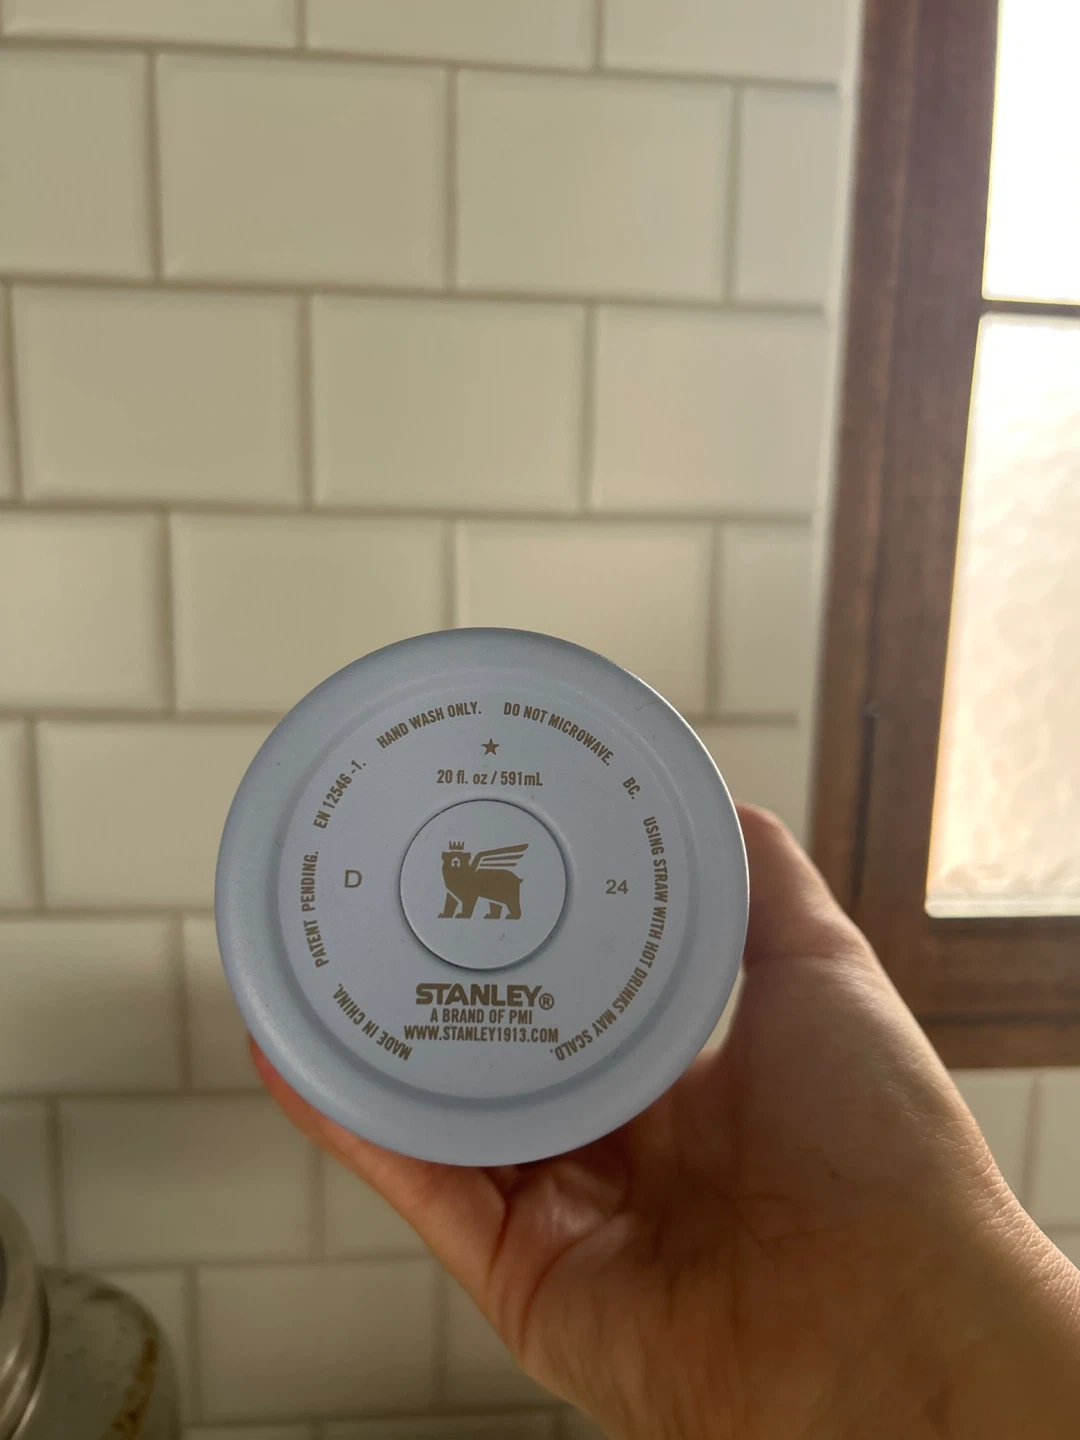 MADE IN CHINA. PATENT PENDING. EN 12546-1. HAND WASH ONLY. DO NOT MICROWAVE. BC. USING STRAW WITH HOT DRINKS MAY SCALD.
20 fl. oz / 591mL
D
24
STANLEY®
A BRAND OF PMI
WWW.STANLEY1913.COM